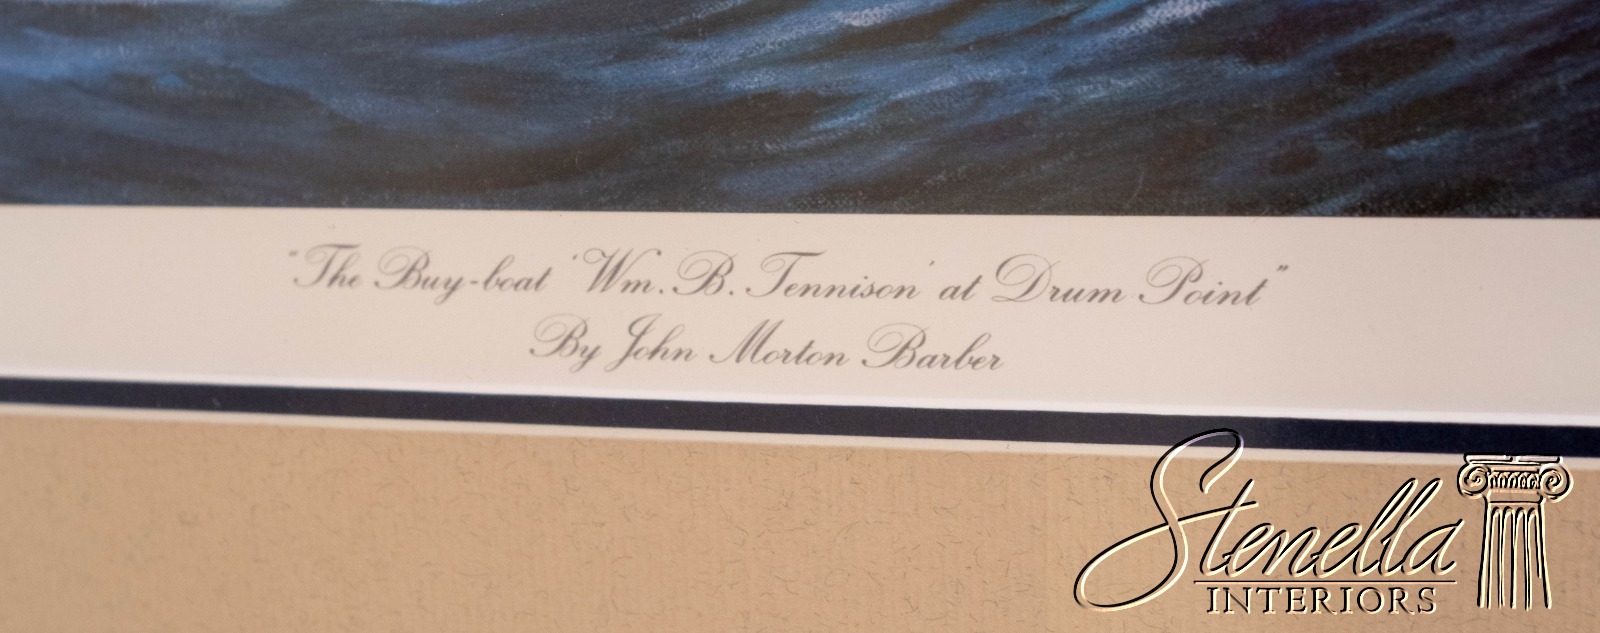 "The Buy-boat 'Wm. B. Tennison' at Drum Point"
By John Morton Barber
Stenella
INTERIORS